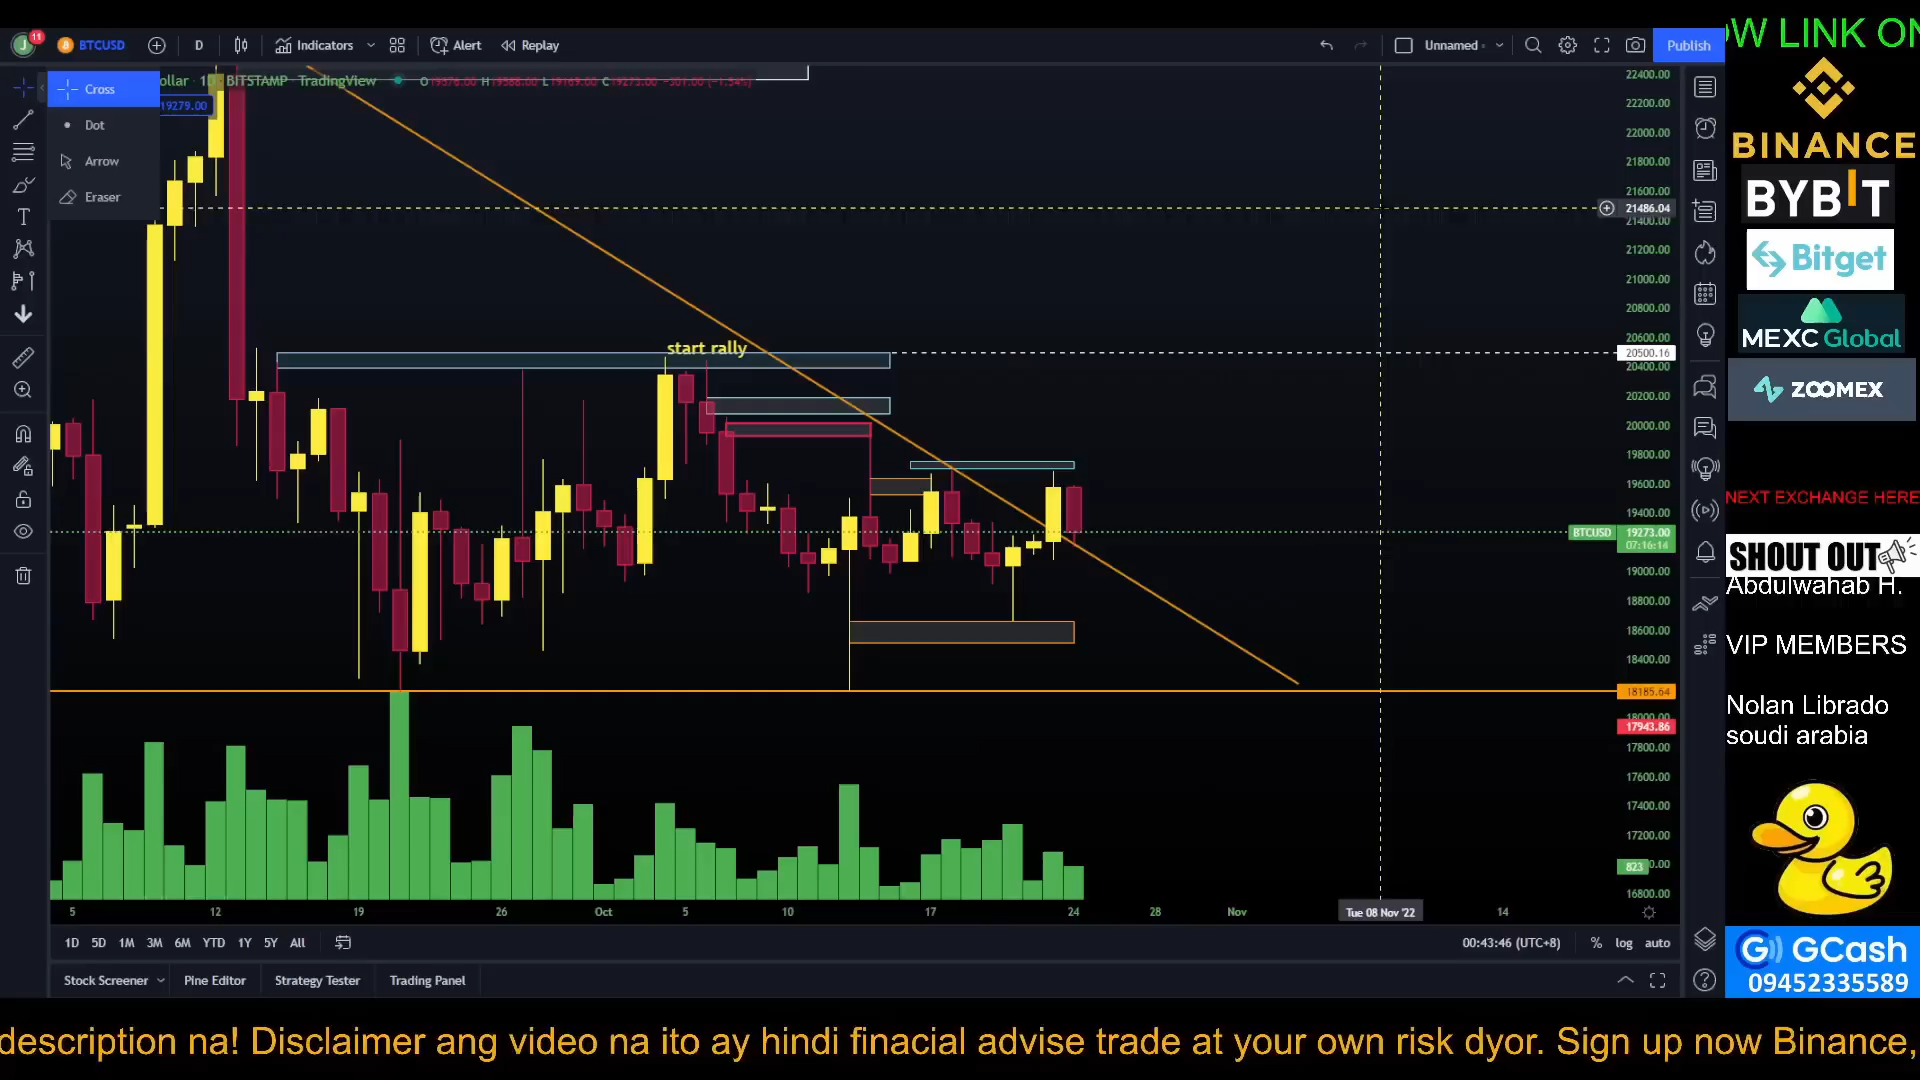 J
11
BTCUSD
D
Indicators
Alert
Replay
Unnamed
Publish
OW LINK ON
Cross
Dot
Arrow
Eraser
BITSTAMP TradingView
19279.00
22400.00
22200.00
22000.00
21800.00
21600.00
21486.04
21400.00
21200.00
21000.00
20800.00
20600.00
20500.16
20400.00
20200.00
20000.00
19800.00
19600.00
19400.00
BTCUSD 19273.00
07:16:14
19000.00
18800.00
18600.00
18400.00
18185.64
18000.00
17943.86
17800.00
17600.00
17400.00
17200.00
823
16800.00
start rally
5 12 19 26 Oct 5 10 17 24 28 Nov Tue 08 Nov '22 14
1D 5D 1M 3M 6M YTD 1Y 5Y All
00:43:46 (UTC+8) % log auto
Stock Screener Pine Editor Strategy Tester Trading Panel
BINANCE
BYBIT
Bitget
MEXC Global
ZOOMEX
NEXT EXCHANGE HERE
SHOUT OUT
Abdulwahab H.
VIP MEMBERS
Nolan Librado
soudi arabia
GCash
09452335589
description na! Disclaimer ang video na ito ay hindi finacial advise trade at your own risk dyor. Sign up now Binance,